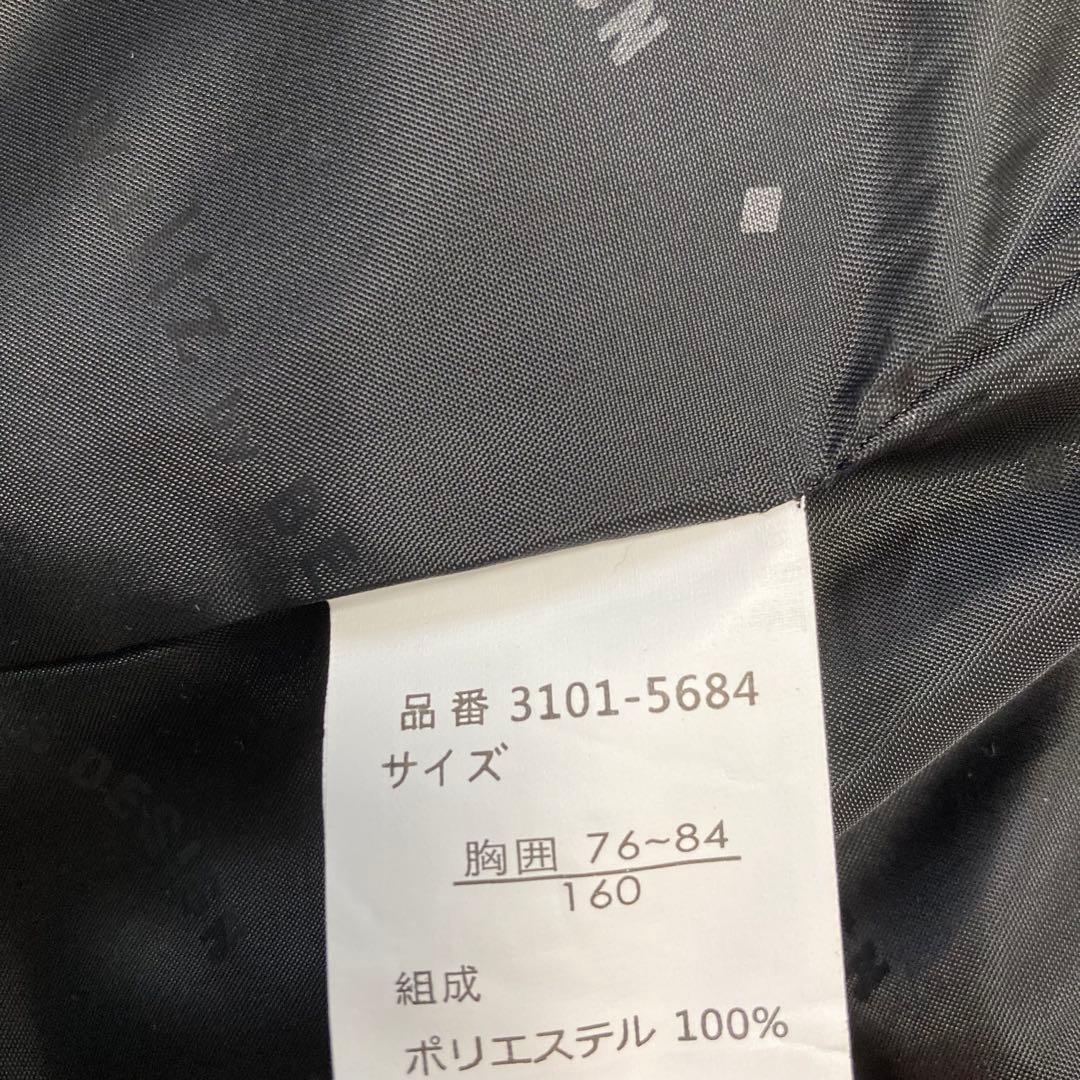 品番 3101-5684
サイズ
胸囲 76~84
160
組成
ポリエステル 100%